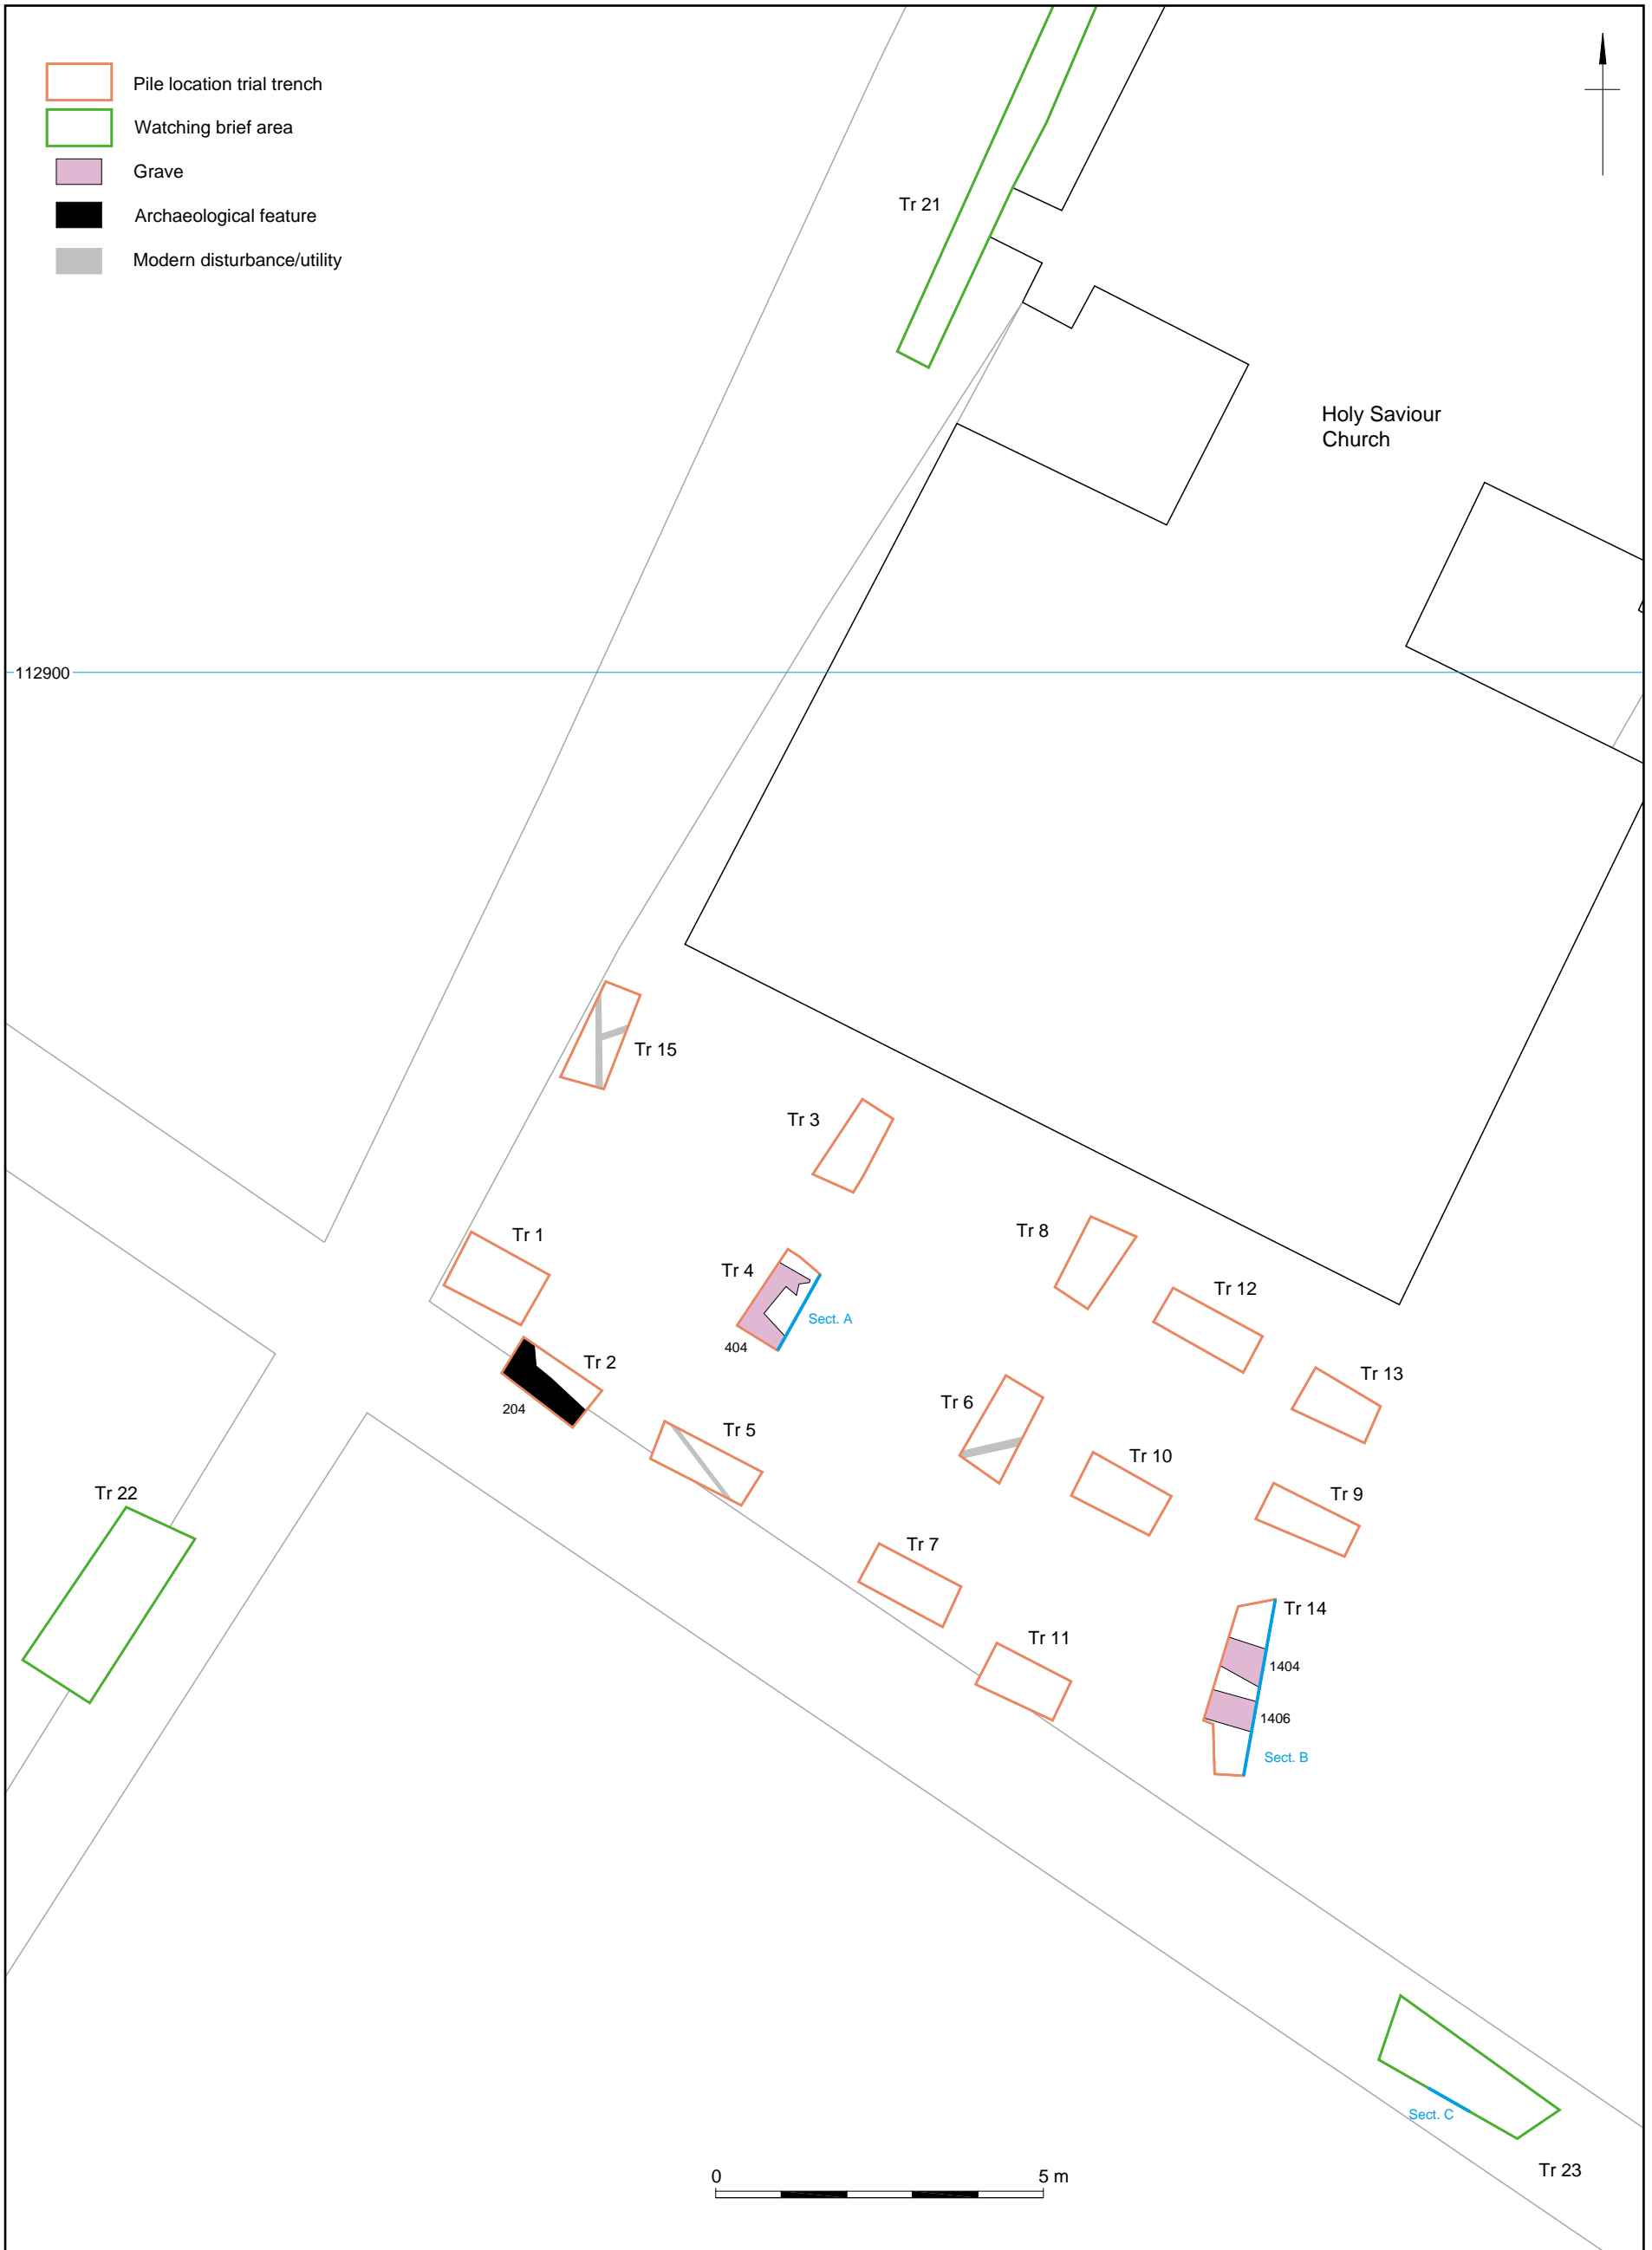 Pile location trial trench
Watching brief area
Grave
Archaeological feature
Modern disturbance/utility
Tr 21
Holy Saviour
Church
112900
Tr 15
Tr 3
Tr 1
Tr 8
Tr 4
Tr 12
Sect. A
404
Tr 2
Tr 13
204
Tr 6
Tr 5
Tr 10
Tr 22
Tr 9
Tr 7
Tr 14
Tr 11
1404
1406
Sect. B
Sect. C
Tr 23
0 5 m